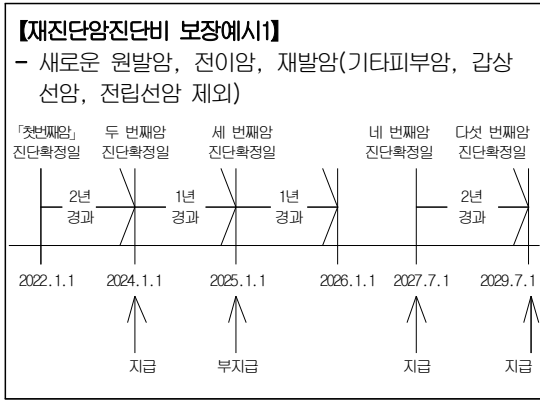 【재진단암진단비 보장예시1】
- 새로운 원발암, 전이암, 재발암(기타피부암, 갑상
선암, 전립선암 제외)
「첫번째암」 두 번째암 세 번째암 네 번째암 다섯 번째암
진단확정일 진단확정일 진단확정일 진단확정일 진단확정일
2년 1년 1년 2년
경과 경과 경과 경과
2022.1.1 2024.1.1 2025.1.1 2026.1.1 2027.7.1 2029.7.1
지급 부지급 지급 지급